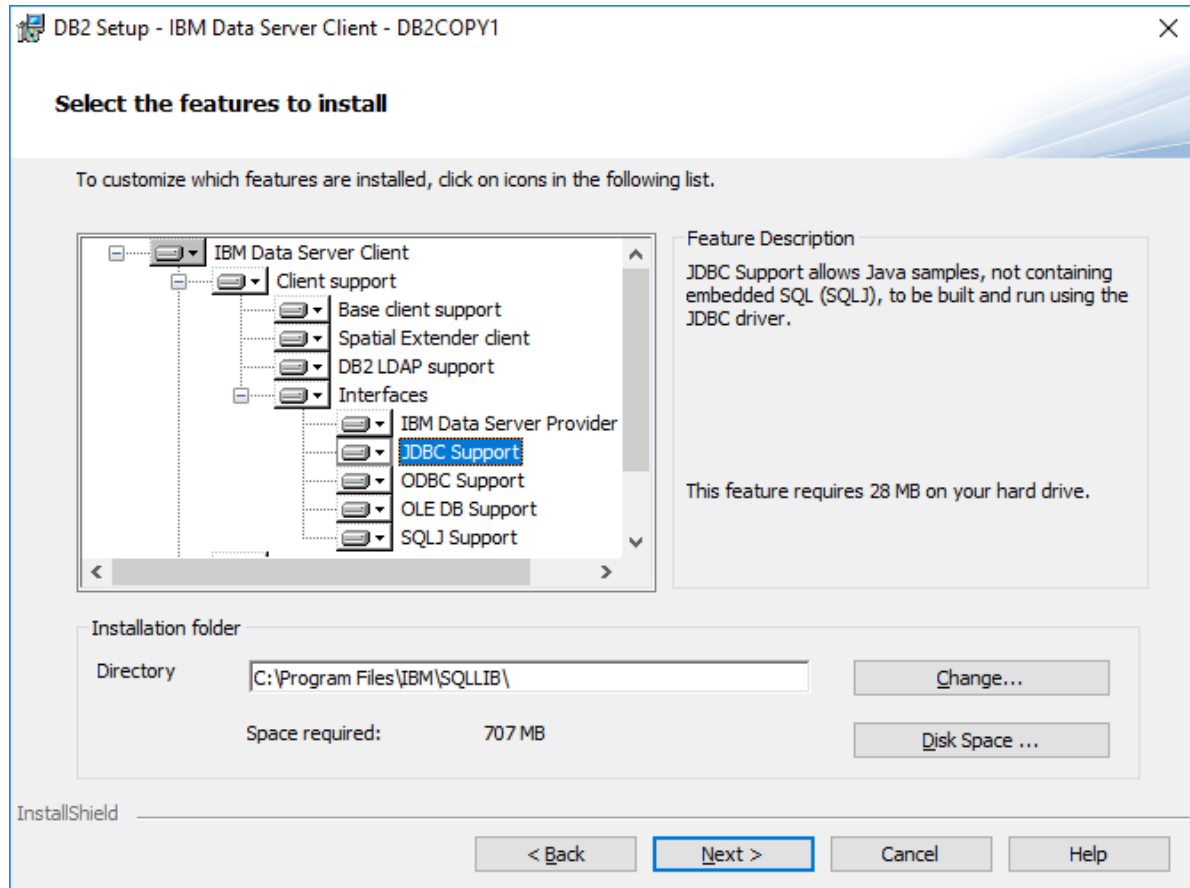 DB2 Setup - IBM Data Server Client - DB2COPY1
Select the features to install
To customize which features are installed, click on icons in the following list.
IBM Data Server Client
Client support
Base client support
Spatial Extender client
DB2 LDAP support
Interfaces
IBM Data Server Provider
JDBC Support
ODBC Support
OLE DB Support
SQLJ Support
Feature Description
JDBC Support allows Java samples, not containing
embedded SQL (SQLJ), to be built and run using the
JDBC driver.
This feature requires 28 MB on your hard drive.
Installation folder
Directory
C:\Program Files\IBM\SQLLIB\
Change...
Space required:
707 MB
Disk Space ...
InstallShield
< Back
Next >
Cancel
Help